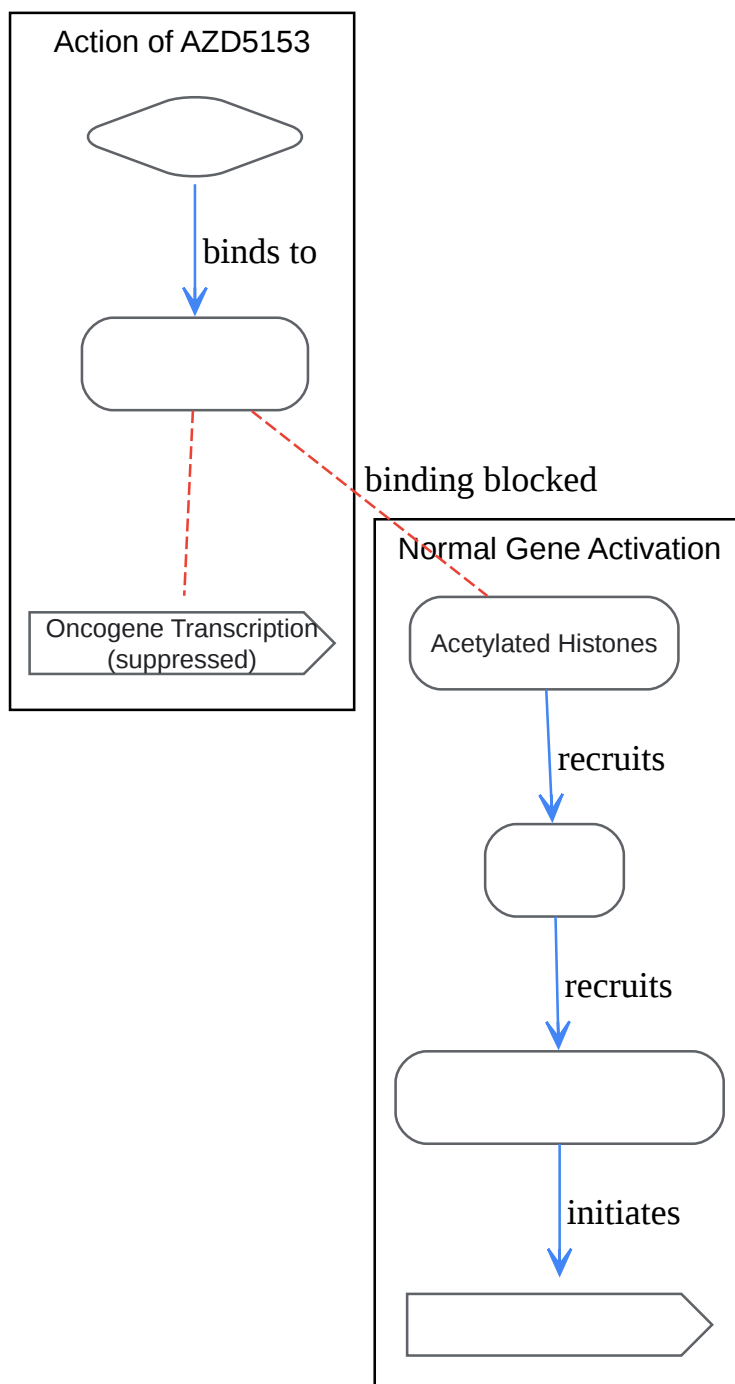 Action of AZD5153
binds to
binding blocked
Oncogene Transcription
(suppressed)
Normal Gene Activation
Acetylated Histones
recruits
recruits
initiates